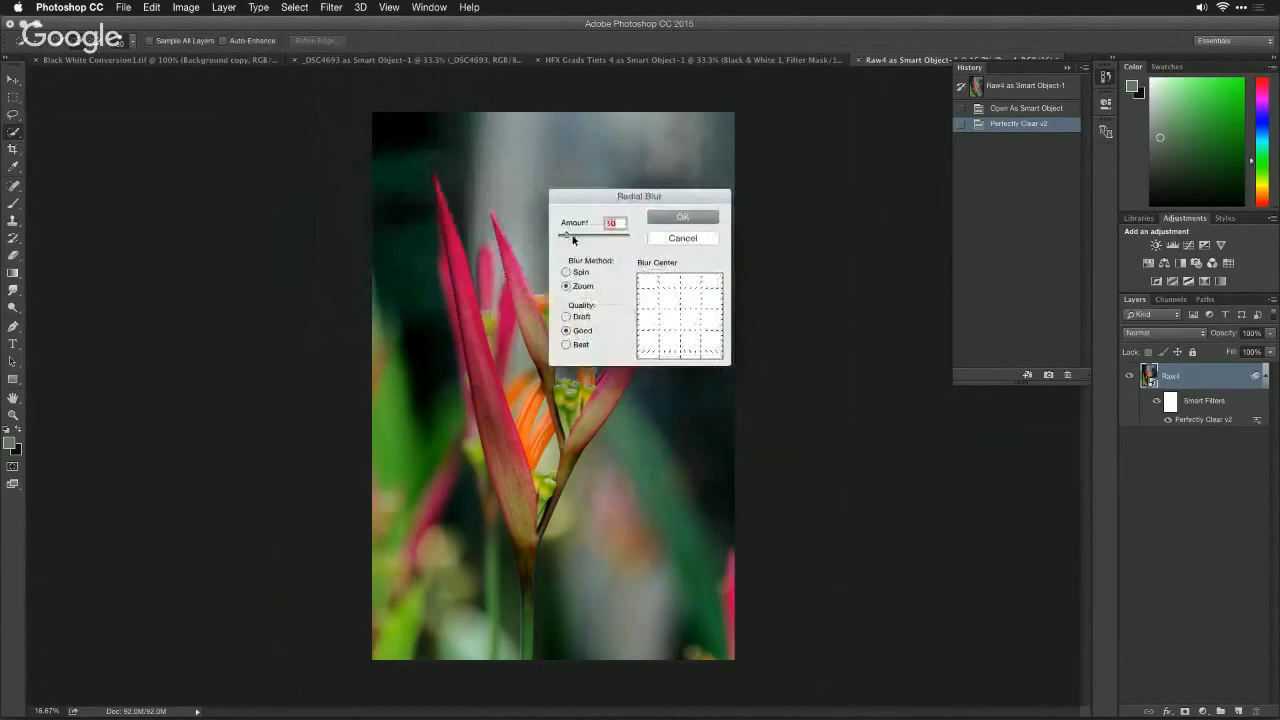 Photoshop CC File Edit Image Layer Type Select Filter 3D View Window Help
Adobe Photoshop CC 2015
Google
Sample All Layers Auto-Enhance Refine Edge... Essentials
Black White Conversion1.tif @ 100% (Background copy, RGB/... _DSC4693 as Smart Object-1 @ 33.3% (_DSC4693, RGB/8... HFX Grads Tints 4 as Smart Object-1 @ 33.3% (Black & White 1, Filter Mask/1... Raw4 as Smart Object-1
History
Raw4 as Smart Object-1
Open As Smart Object
Perfectly Clear v2
Color Swatches
Radial Blur
Amount 10
OK
Cancel
Blur Method:
Spin
Zoom
Quality:
Draft
Good
Best
Blur Center
Libraries Adjustments Styles
Add an adjustment
Layers Channels Paths
Kind
Normal Opacity: 100%
Lock: Fill: 100%
Raw4
Smart Filters
Perfectly Clear v2
16.67% Doc: 92.0M/92.0M